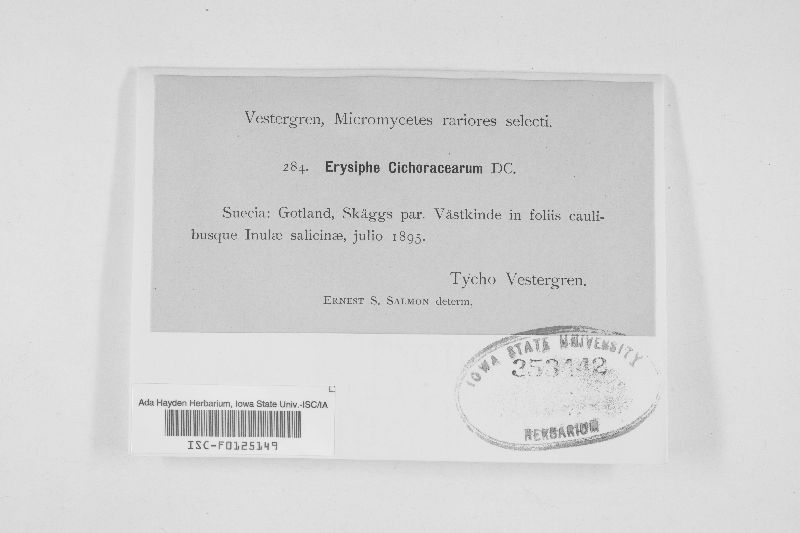 Vestergren, Micromycetes rariores selecti.
284. Erysiphe Cichoracearum DC.
Suecia: Gotland, Skäggs par. Västkinde in foliis cauli-
busque Inulæ salicinæ, julio 1895.
Tycho Vestergren.
ERNEST S. SALMON determ.
IOWA STATE UNIVERSITY
353442
HERBARIUM
Ada Hayden Herbarium, Iowa State Univ.-ISC/IA
ISC-F0125149